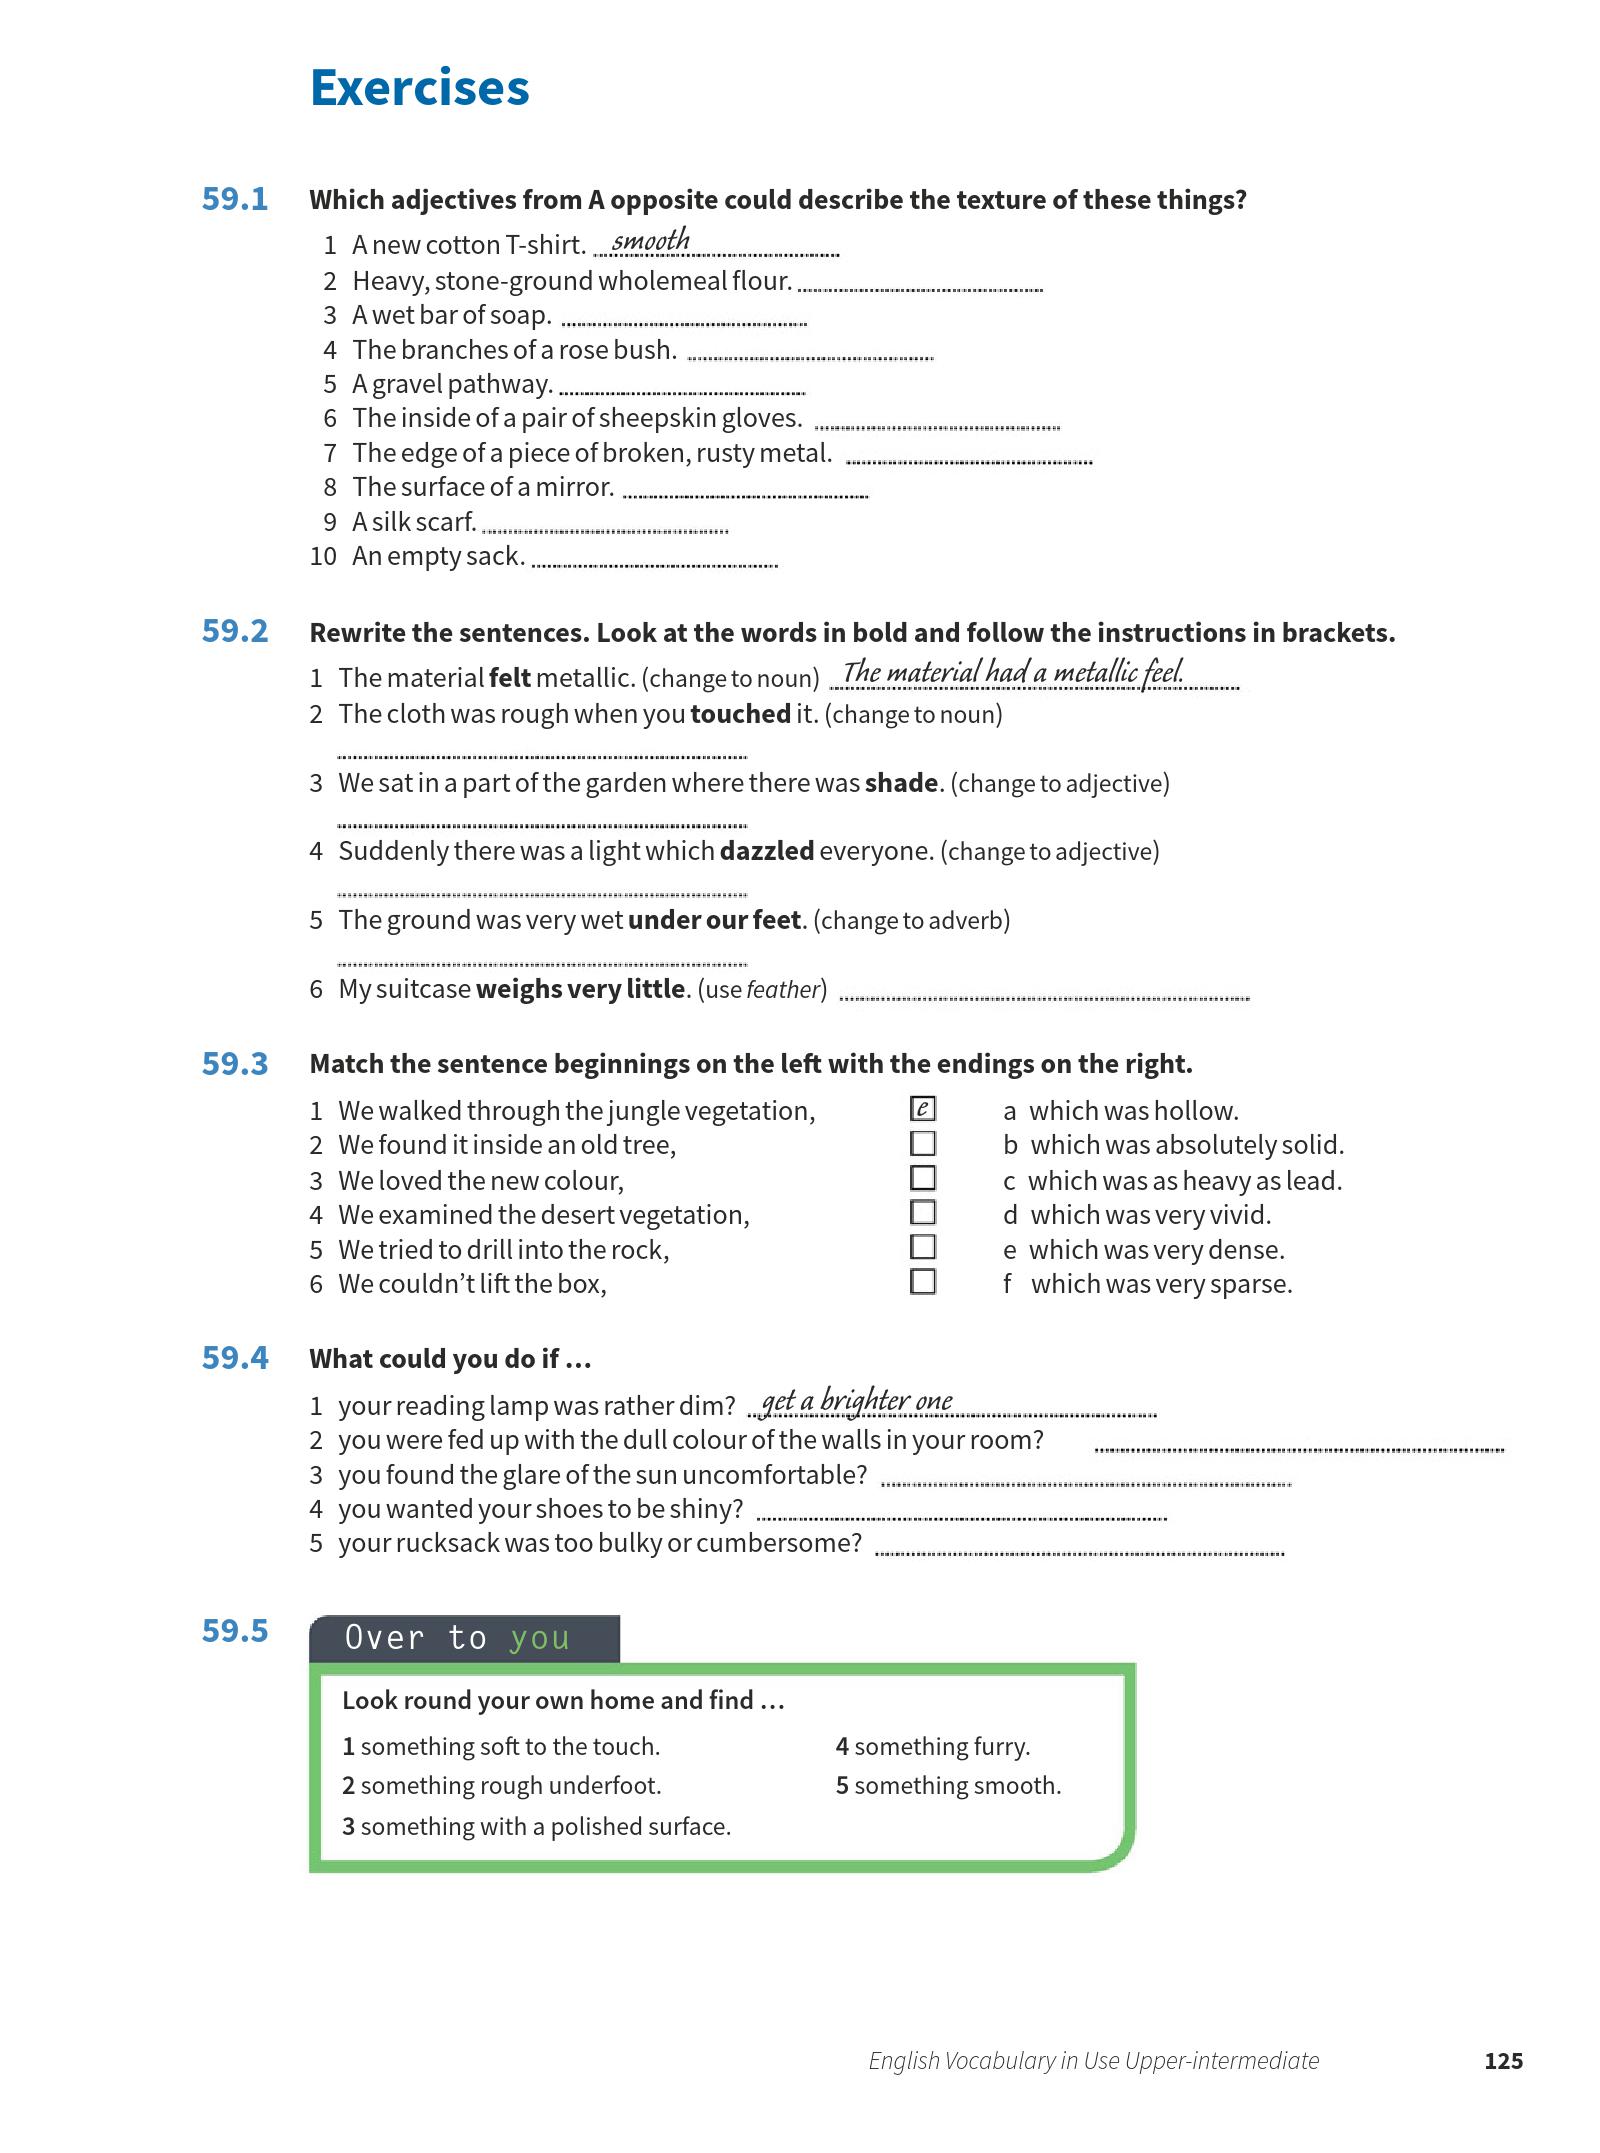 Exercises
59.1 Which adjectives from A opposite could describe the texture of these things?
1 A new cotton T-shirt. smooth
2 Heavy, stone-ground wholemeal flour.
3 A wet bar of soap.
4 The branches of a rose bush.
5 A gravel pathway.
6 The inside of a pair of sheepskin gloves.
7 The edge of a piece of broken, rusty metal.
8 The surface of a mirror.
9 A silk scarf.
10 An empty sack.
59.2 Rewrite the sentences. Look at the words in bold and follow the instructions in brackets.
1 The material felt metallic. (change to noun) The material had a metallic feel.
2 The cloth was rough when you touched it. (change to noun)
3 We sat in a part of the garden where there was shade. (change to adjective)
4 Suddenly there was a light which dazzled everyone. (change to adjective)
5 The ground was very wet under our feet. (change to adverb)
6 My suitcase weighs very little. (use feather)
59.3 Match the sentence beginnings on the left with the endings on the right.
1 We walked through the jungle vegetation, e a which was hollow.
2 We found it inside an old tree, b which was absolutely solid.
3 We loved the new colour, c which was as heavy as lead.
4 We examined the desert vegetation, d which was very vivid.
5 We tried to drill into the rock, e which was very dense.
6 We couldn't lift the box, f which was very sparse.
59.4 What could you do if …
1 your reading lamp was rather dim? get a brighter one
2 you were fed up with the dull colour of the walls in your room?
3 you found the glare of the sun uncomfortable?
4 you wanted your shoes to be shiny?
5 your rucksack was too bulky or cumbersome?
59.5 Over to you
Look round your own home and find …
1 something soft to the touch. 4 something furry.
2 something rough underfoot. 5 something smooth.
3 something with a polished surface.
English Vocabulary in Use Upper-intermediate 125